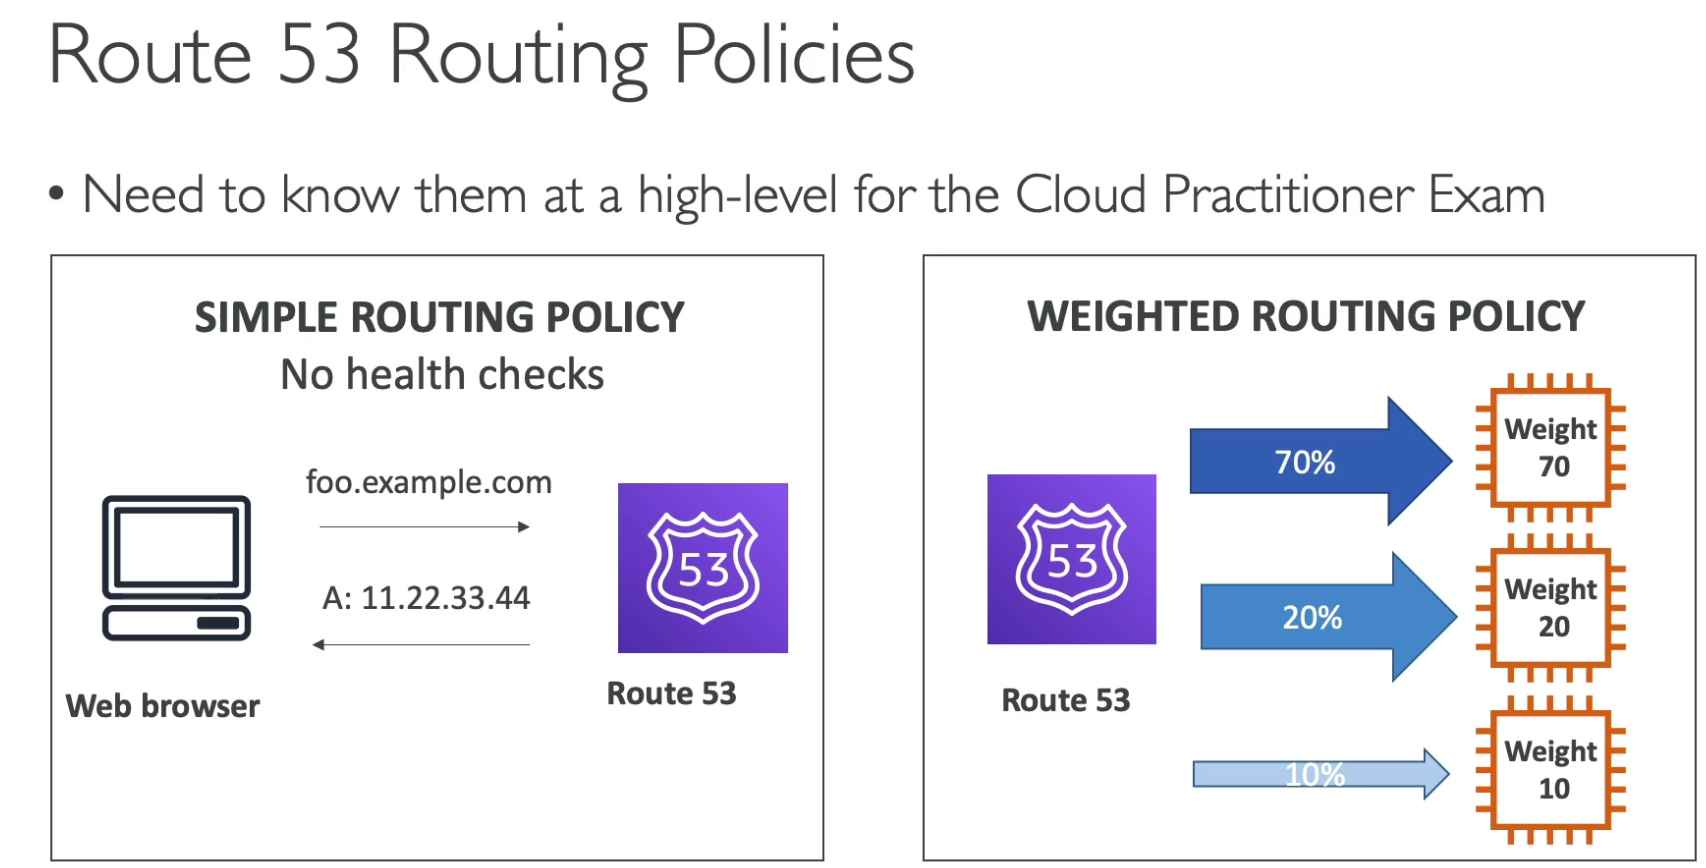 Route 53 Routing Policies
• Need to know them at a high-level for the Cloud Practitioner Exam
SIMPLE ROUTING POLICY
No health checks
foo.example.com
A: 11.22.33.44
53
Web browser
Route 53
WEIGHTED ROUTING POLICY
53
Route 53
70%
Weight
70
20%
Weight
20
10%
Weight
10